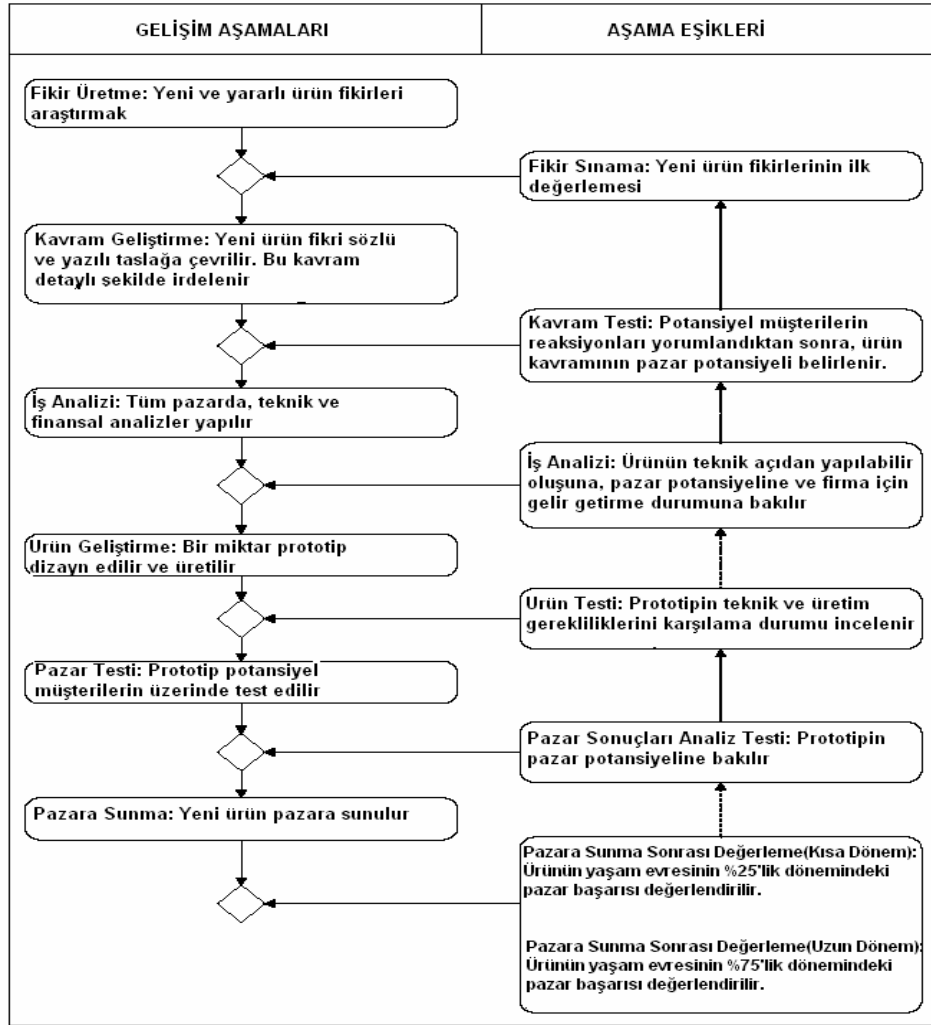 GELİŞİM AŞAMALARI
AŞAMA EŞİKLERİ
Fikir Üretme: Yeni ve yararlı ürün fikirleri
araştırmak
Fikir Sınama: Yeni ürün fikirlerinin ilk
değerlemesi
Kavram Geliştirme: Yeni ürün fikri sözlü
ve yazılı taslağa çevrilir. Bu kavram
detaylı şekilde irdelenir
Kavram Testi: Potansiyel müşterilerin
reaksiyonları yorumlandıktan sonra, ürün
kavramının pazar potansiyeli belirlenir.
İş Analizi: Tüm pazarda, teknik ve
finansal analizler yapılır
İş Analizi: Ürünün teknik açıdan yapılabilir
oluşuna, pazar potansiyeline ve firma için
gelir getirme durumuna bakılır
Ürün Geliştirme: Bir miktar prototip
dizayn edilir ve üretilir
Ürün Testi: Prototipin teknik ve üretim
gerekliliklerini karşılama durumu incelenir
Pazar Testi: Prototip potansiyel
müşterilerin üzerinde test edilir
Pazar Sonuçları Analiz Testi: Prototipin
pazar potansiyeline bakılır
Pazara Sunma: Yeni ürün pazara sunulur
Pazara Sunma Sonrası Değerleme(Kısa Dönem):
Ürünün yaşam evresinin %25'lik dönemindeki
pazar başarısı değerlendirilir.
Pazara Sunma Sonrası Değerleme(Uzun Dönem):
Ürünün yaşam evresinin %75'lik dönemindeki
pazar başarısı değerlendirilir.